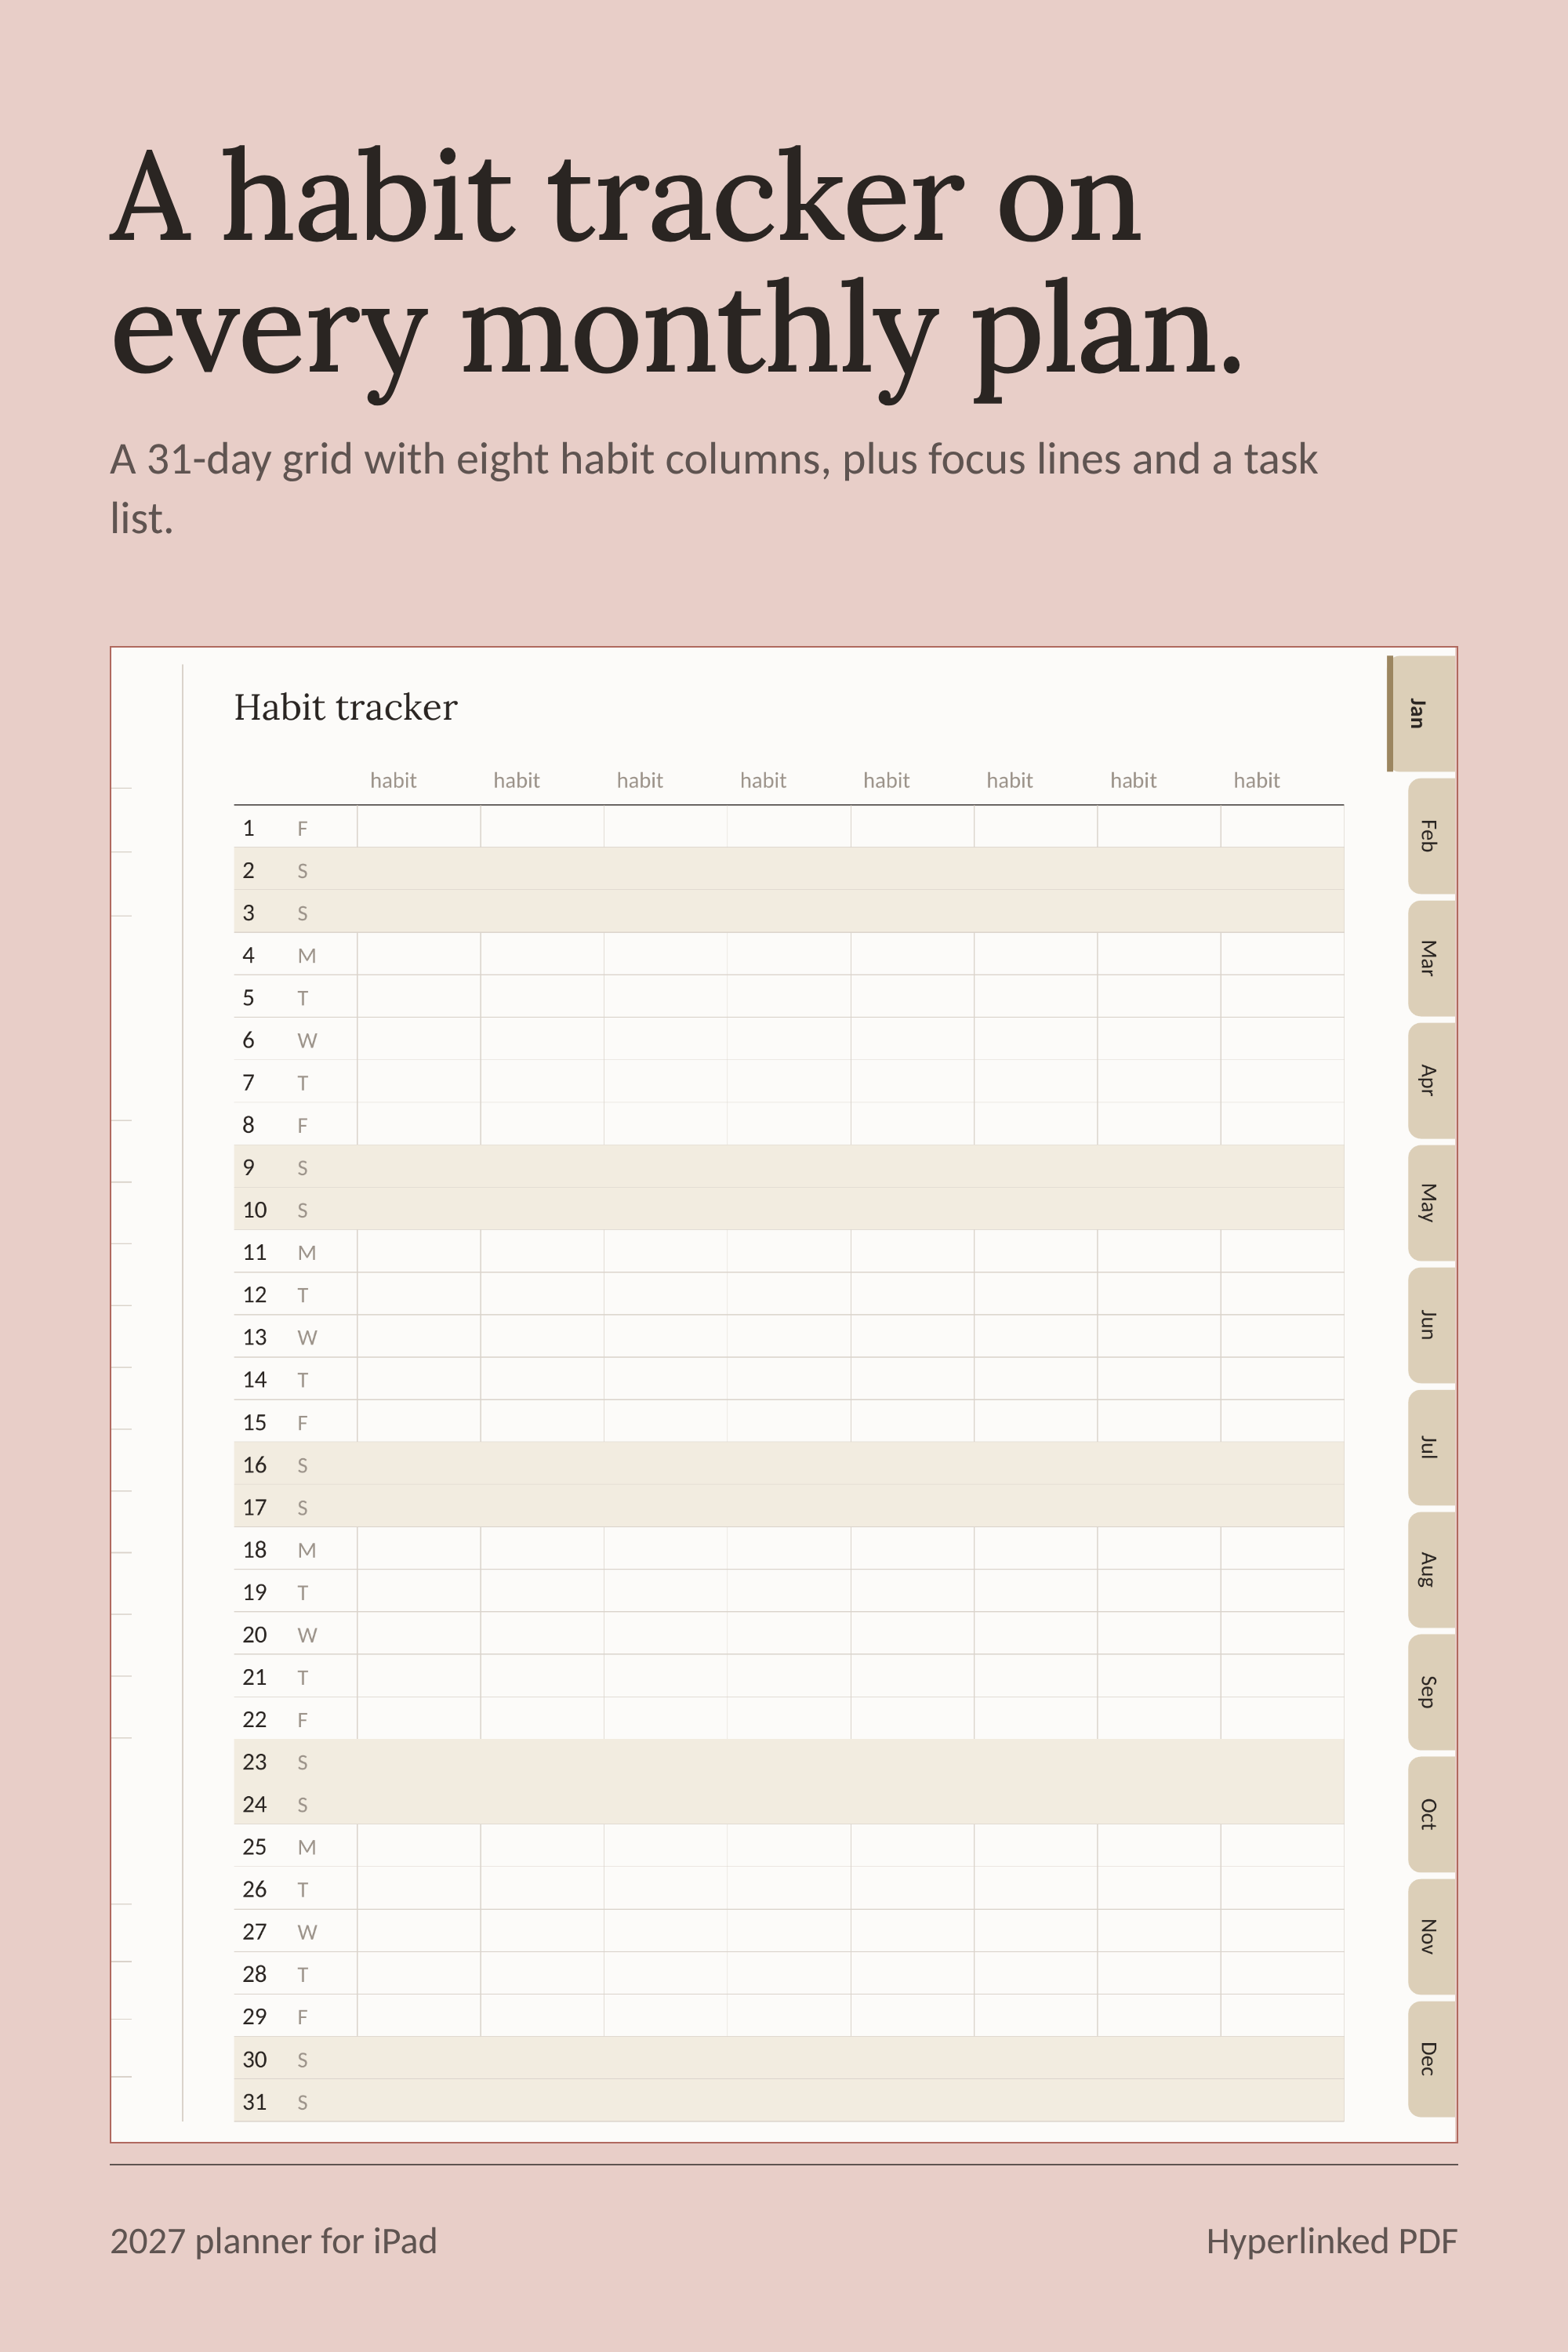 A habit tracker on
every monthly plan.
A 31-day grid with eight habit columns, plus focus lines and a task
list.
Habit tracker
habit habit habit habit habit habit habit habit
1 F
2 S
3 S
4 M
5 T
6 W
7 T
8 F
9 S
10 S
11 M
12 T
13 W
14 T
15 F
16 S
17 S
18 M
19 T
20 W
21 T
22 F
23 S
24 S
25 M
26 T
27 W
28 T
29 F
30 S
31 S
Jan
Feb
Mar
Apr
May
Jun
Jul
Aug
Sep
Oct
Nov
Dec
2027 planner for iPad
Hyperlinked PDF